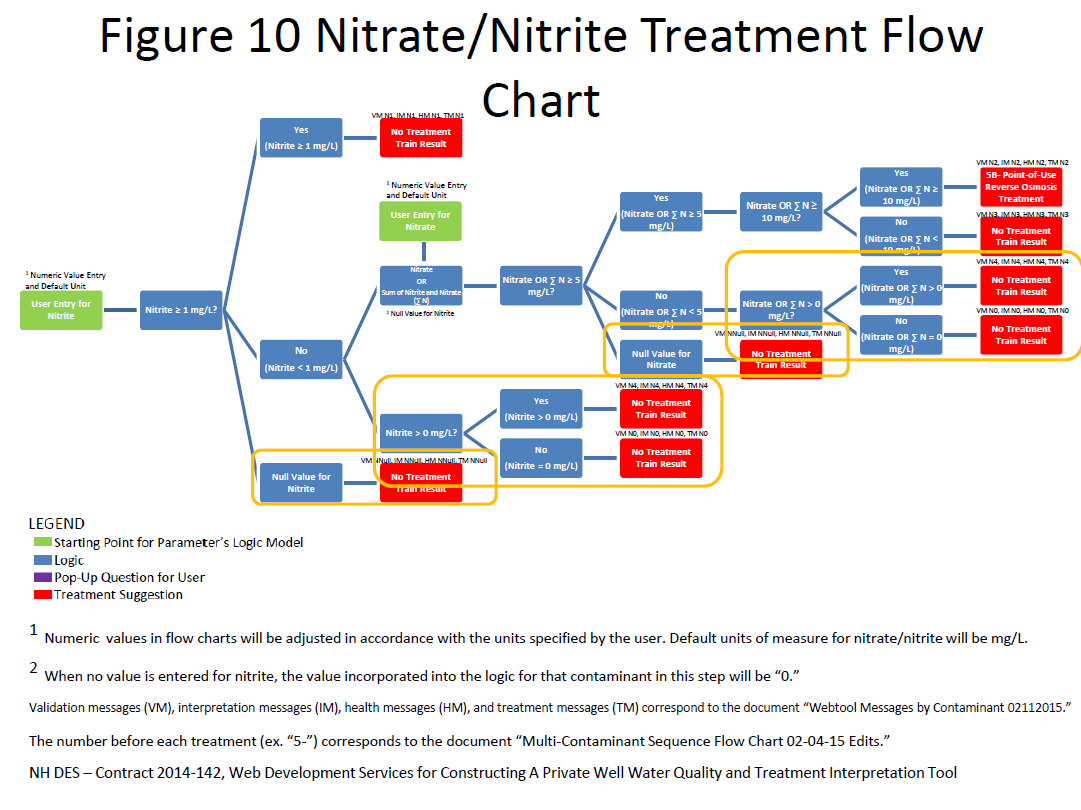 Figure 10 Nitrate/Nitrite Treatment Flow
Chart
VM N1, IM N1, HM N1, TM N1
Yes
(Nitrite ≥ 1 mg/L)
No Treatment
Train Result
1 Numeric Value Entry
and Default Unit
User Entry for
Nitrate
1 Numeric Value Entry
and Default Unit
User Entry for
Nitrite
Nitrite ≥ 1 mg/L?
Nitrate
OR
Sum of Nitrite and Nitrate
(∑ N)
2 Null Value for Nitrite
Nitrate OR ∑ N ≥ 5
mg/L?
Yes
(Nitrate OR ∑ N ≥ 5
mg/L)
Nitrate OR ∑ N ≥
10 mg/L?
Yes
(Nitrate OR ∑ N ≥
10 mg/L)
VM N2, IM N2, HM N2, TM N2
5B- Point-of-Use
Reverse Osmosis
Treatment
No
(Nitrate OR ∑ N <
10 mg/L)
VM N3, IM N3, HM N3, TM N3
No Treatment
Train Result
No
(Nitrate OR ∑ N < 5
mg/L)
Nitrate OR ∑ N > 0
mg/L?
Yes
(Nitrate OR ∑ N > 0
mg/L)
VM N4, IM N4, HM N4, TM N4
No Treatment
Train Result
No
(Nitrate OR ∑ N = 0
mg/L)
VM N0, IM N0, HM N0, TM N0
No Treatment
Train Result
Null Value for
Nitrate
VM NNull, IM NNull, HM NNull, TM NNull
No Treatment
Train Result
No
(Nitrite < 1 mg/L)
Nitrite > 0 mg/L?
Yes
(Nitrite > 0 mg/L)
VM N4, IM N4, HM N4, TM N4
No Treatment
Train Result
No
(Nitrite = 0 mg/L)
VM N0, IM N0, HM N0, TM N0
No Treatment
Train Result
Null Value for
Nitrite
VM NNull, IM NNull, HM NNull, TM NNull
No Treatment
Train Result
LEGEND
Starting Point for Parameter's Logic Model
Logic
Pop-Up Question for User
Treatment Suggestion
1 Numeric values in flow charts will be adjusted in accordance with the units specified by the user. Default units of measure for nitrate/nitrite will be mg/L.
2 When no value is entered for nitrite, the value incorporated into the logic for that contaminant in this step will be “0.”
Validation messages (VM), interpretation messages (IM), health messages (HM), and treatment messages (TM) correspond to the document “Webtool Messages by Contaminant 02112015.”
The number before each treatment (ex. “5-”) corresponds to the document “Multi-Contaminant Sequence Flow Chart 02-04-15 Edits.”
NH DES – Contract 2014-142, Web Development Services for Constructing A Private Well Water Quality and Treatment Interpretation Tool